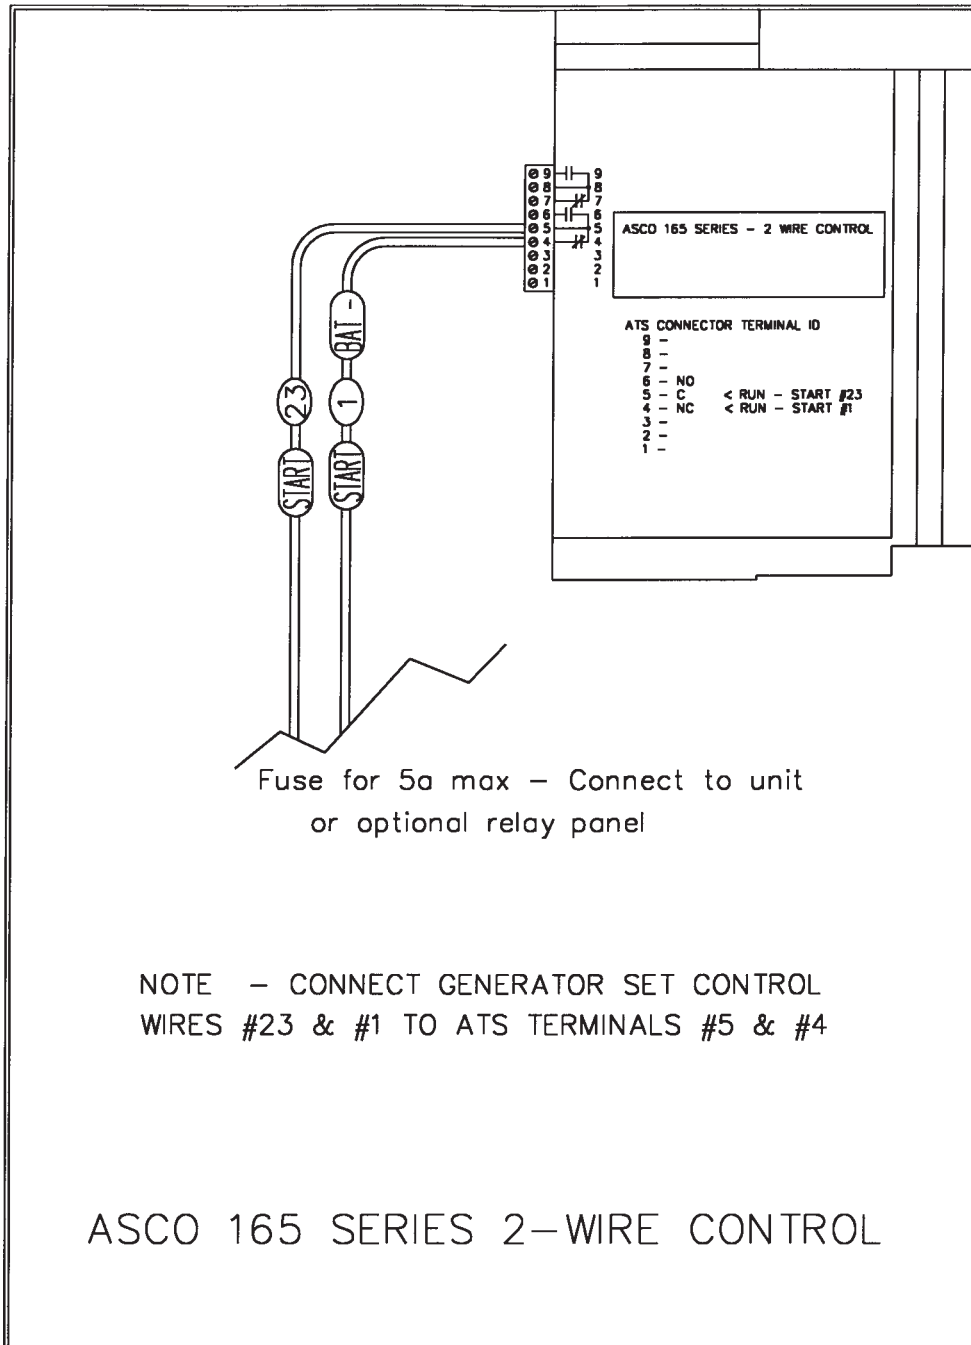 9 9
8 8
7 7
6 6
5 5
4 4
3 3
2 2
1 1
ASCO 165 SERIES - 2 WIRE CONTROL
ATS CONNECTOR TERMINAL ID
9 -
8 -
7 -
6 - NO
5 - C < RUN - START #23
4 - NC < RUN - START #1
3 -
2 -
1 -
BAT -
23
1
START
START
Fuse for 5a max - Connect to unit
or optional relay panel
NOTE - CONNECT GENERATOR SET CONTROL
WIRES #23 & #1 TO ATS TERMINALS #5 & #4
ASCO 165 SERIES 2-WIRE CONTROL